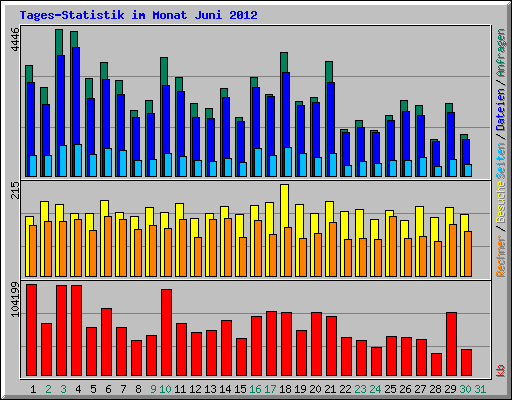 Tages-Statistik im Monat Juni 2012
4446
215
104199
Rechner / Besuche Seiten / Dateien / Anfragen
kb
1 2 3 4 5 6 7 8 9 10 11 12 13 14 15 16 17 18 19 20 21 22 23 24 25 26 27 28 29 30 31